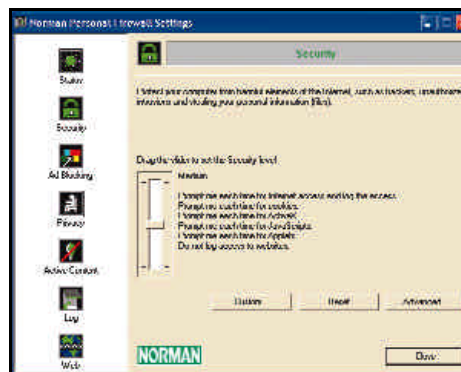 Norman Personal Firewall Settings
Status
Security
Ad Blocking
Privacy
Active Content
Log
Web
Security
Protect your computer from harmful elements of the Internet, such as hackers, unauthorize
intrusions and stealing your personal information (files).
Drag the slider to set the Security level
Medium
Prompt me each time for Internet access and log the access.
Prompt me each time for cookies.
Prompt me each time for ActiveX.
Prompt me each time for JavaScripts.
Prompt me each time for Applets.
Do not log access to websites.
Custom
Reset
Advanced
NORMAN
Close